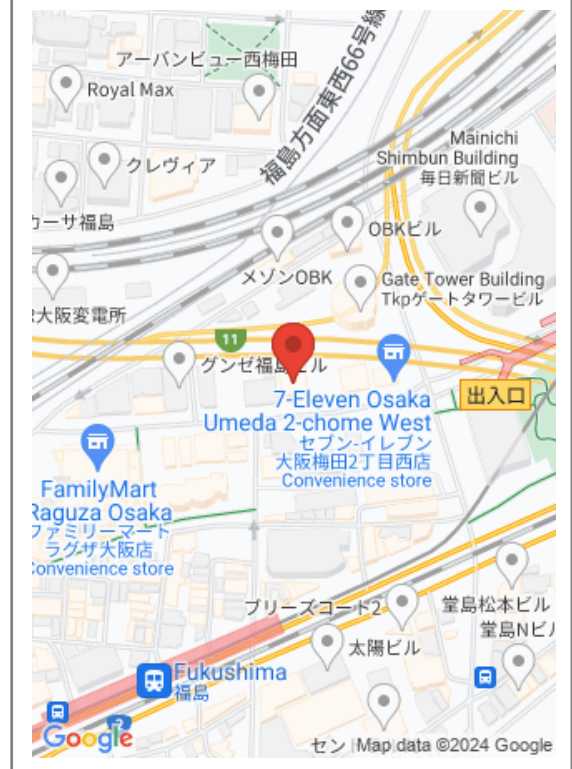 アーバンビュー西梅田
Royal Max
福島方面東西66号線
クレヴィア
Mainichi
Shimbun Building
毎日新聞ビル
カーサ福島
OBKビル
メゾンOBK
Gate Tower Building
Tkpゲートタワービル
大阪変電所
11
グンゼ福島ビル
7-Eleven Osaka
Umeda 2-chome West
セブン-イレブン
大阪梅田2丁目西店
Convenience store
出入口
FamilyMart
Raguza Osaka
ファミリーマート
ラグザ大阪店
Convenience store
ブリーズコート2
堂島松本ビル
堂島Nビル
太陽ビル
Fukushima
福島
2
Google
セン
Map data ©2024 Google